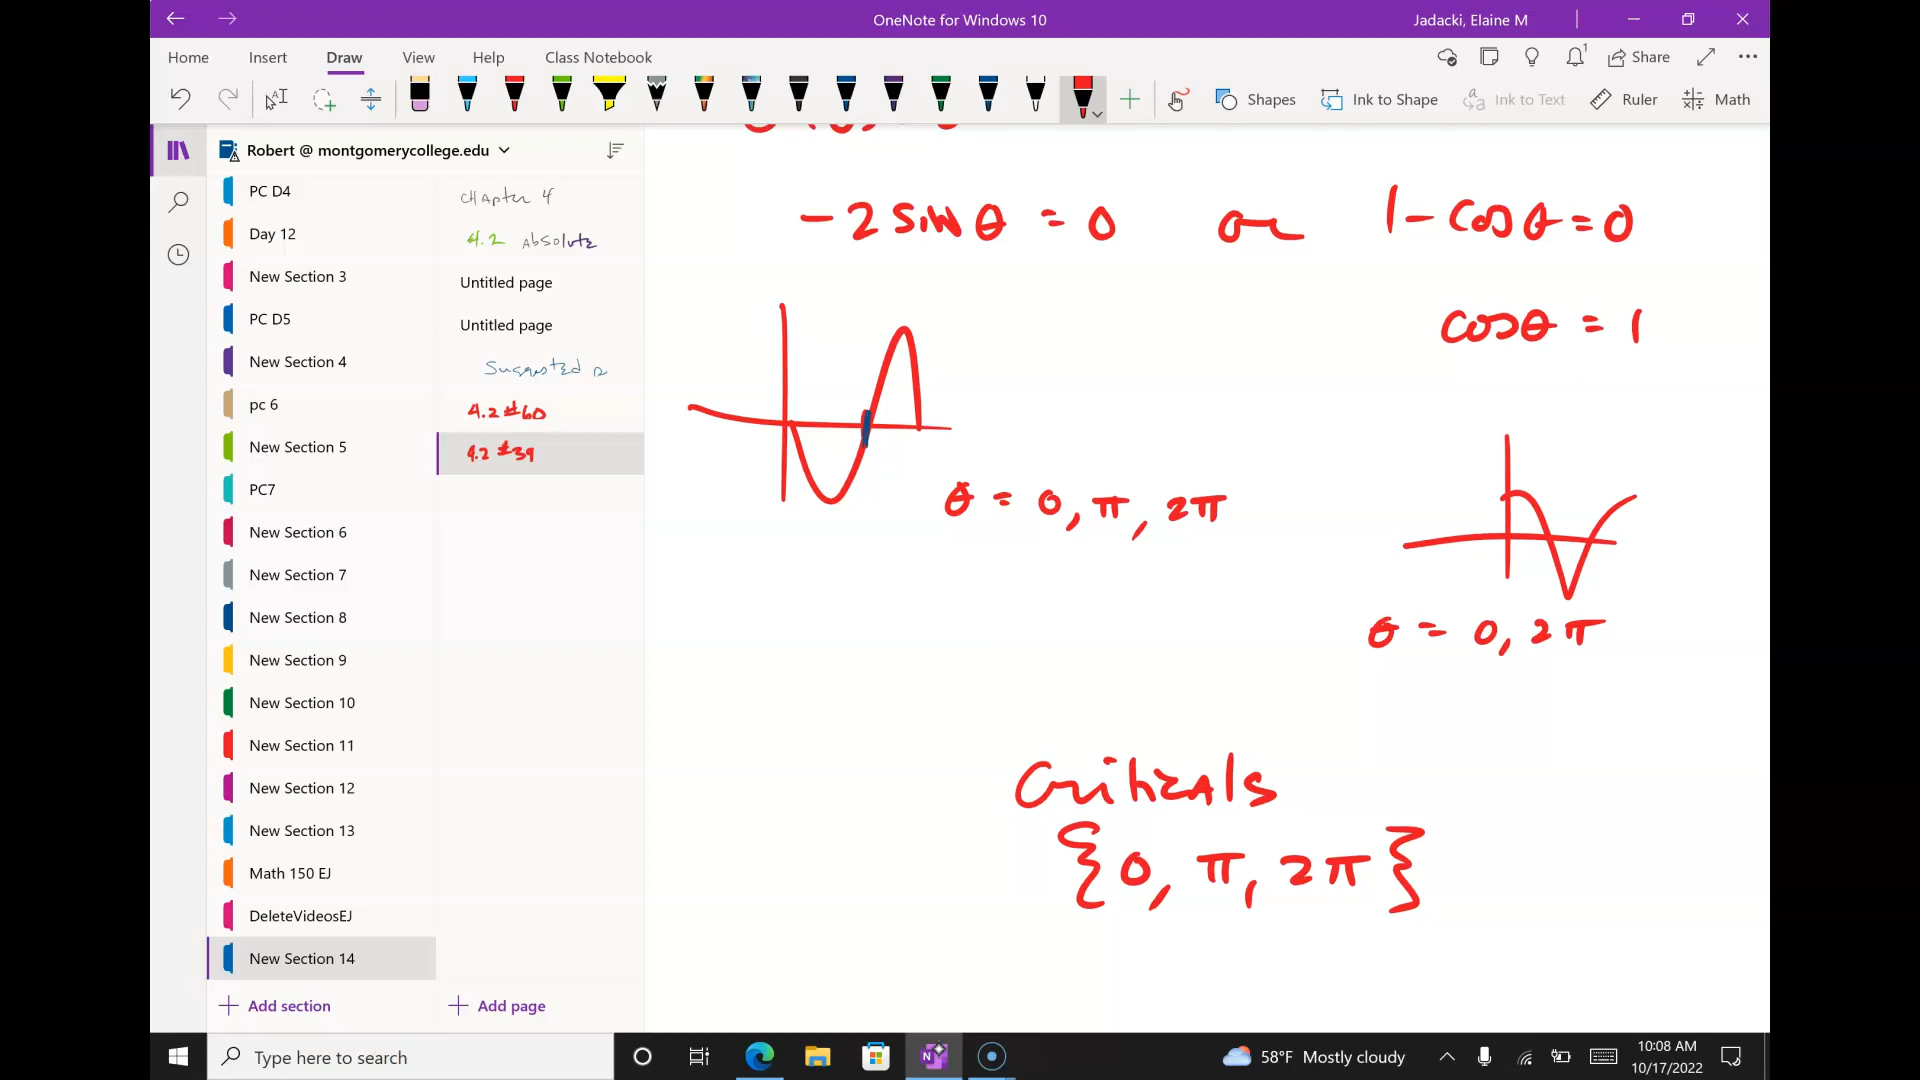 OneNote for Windows 10
Jadacki, Elaine M
Home Insert Draw View Help Class Notebook
1
Share
Shapes Ink to Shape Ink to Text Ruler Math
Robert @ montgomerycollege.edu
PC D4
Day 12
New Section 3
PC D5
New Section 4
pc 6
New Section 5
PC7
New Section 6
New Section 7
New Section 8
New Section 9
New Section 10
New Section 11
New Section 12
New Section 13
Math 150 EJ
DeleteVideosEJ
New Section 14
Add section
Chapter 4
4.2 Absolute
Untitled page
Untitled page
Suggested
4.2 #60
4.2 #39
Add page
-2 sin θ = 0 or 1 - cos θ = 0
cos θ = 1
θ = 0, π, 2π
θ = 0, 2π
Criticals
{0, π, 2π}
Type here to search
58°F Mostly cloudy
10:08 AM
10/17/2022